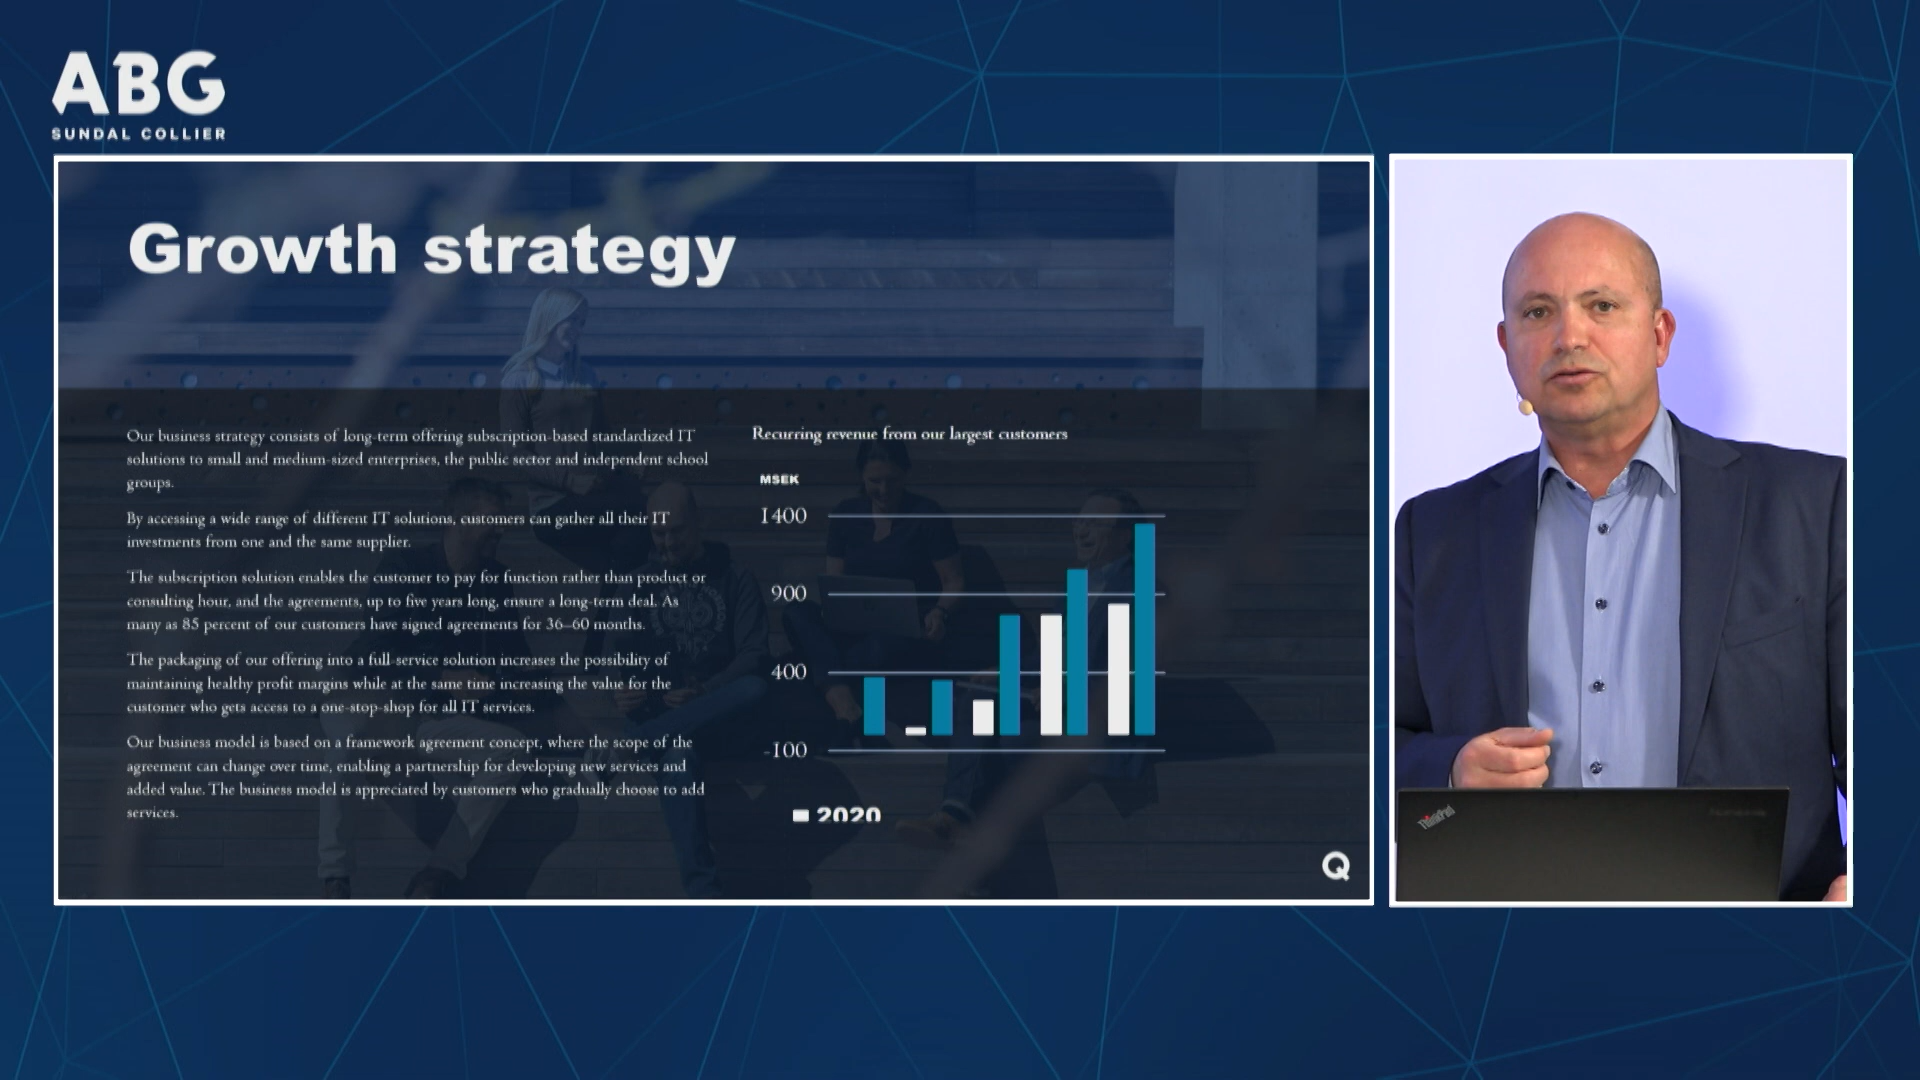 ABG
SUNDAL COLLIER
Growth strategy
Our business strategy consists of long-term offering subscription-based standardized IT
solutions to small and medium-sized enterprises, the public sector and independent school
groups.
By accessing a wide range of different IT solutions, customers can gather all their IT
investments from one and the same supplier.
The subscription solution enables the customer to pay for function rather than product or
consulting hour, and the agreements, up to five years long, ensure a long-term deal. As
many as 85 percent of our customers have signed agreements for 36–60 months.
The packaging of our offering into a full-service solution increases the possibility of
maintaining healthy profit margins while at the same time increasing the value for the
customer who gets access to a one-stop-shop for all IT services.
Our business model is based on a framework agreement concept, where the scope of the
agreement can change over time, enabling a partnership for developing new services and
added value. The business model is appreciated by customers who gradually choose to add
services.
Recurring revenue from our largest customers
MSEK
1400
900
400
-100
2020
Q
ThinkPad